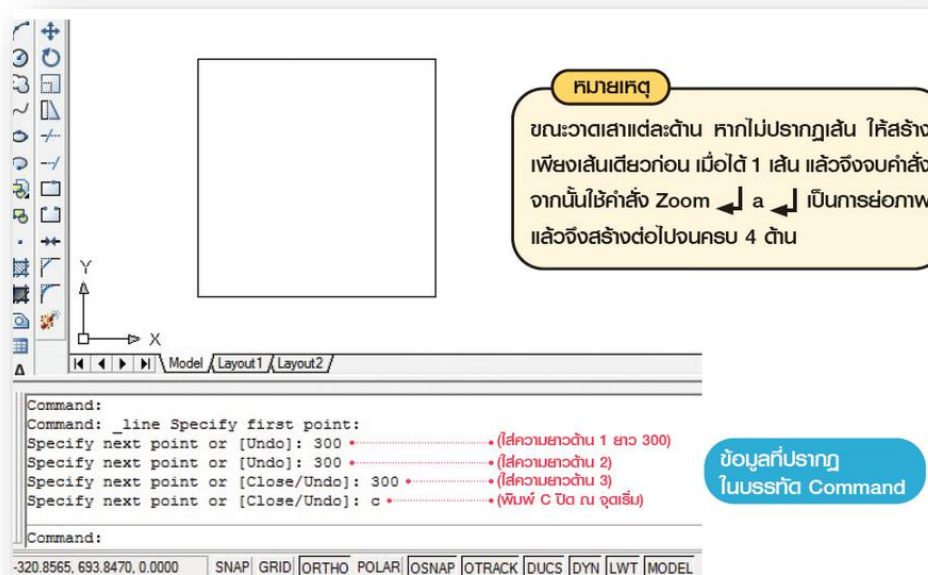 หมายเหตุ
ขณะวาดเสาแต่ละด้าน หากไม่ปรากฏเส้น ให้สร้าง
เพียงเส้นเดียวก่อน เมื่อได้ 1 เส้น แล้วจึงจบคำสั่ง
จากนั้นใช้คำสั่ง Zoom ↲ a ↲ เป็นการย่อภาพ
แล้วจึงสร้างต่อไปจนครบ 4 ด้าน
Y
X
A
Model Layout1 Layout2
Command:
Command: _line Specify first point:
Specify next point or [Undo]: 300 (ใส่ความยาวด้าน 1 ยาว 300)
Specify next point or [Undo]: 300 (ใส่ความยาวด้าน 2)
Specify next point or [Close/Undo]: 300 (ใส่ความยาวด้าน 3)
Specify next point or [Close/Undo]: c (พิมพ์ C ปิด ณ จุดเริ่ม)
Command:
ข้อมูลที่ปรากฏ
ในบรรทัด Command
-320.8565, 693.8470, 0.0000 SNAP GRID ORTHO POLAR OSNAP OTRACK DUCS DYN LWT MODEL